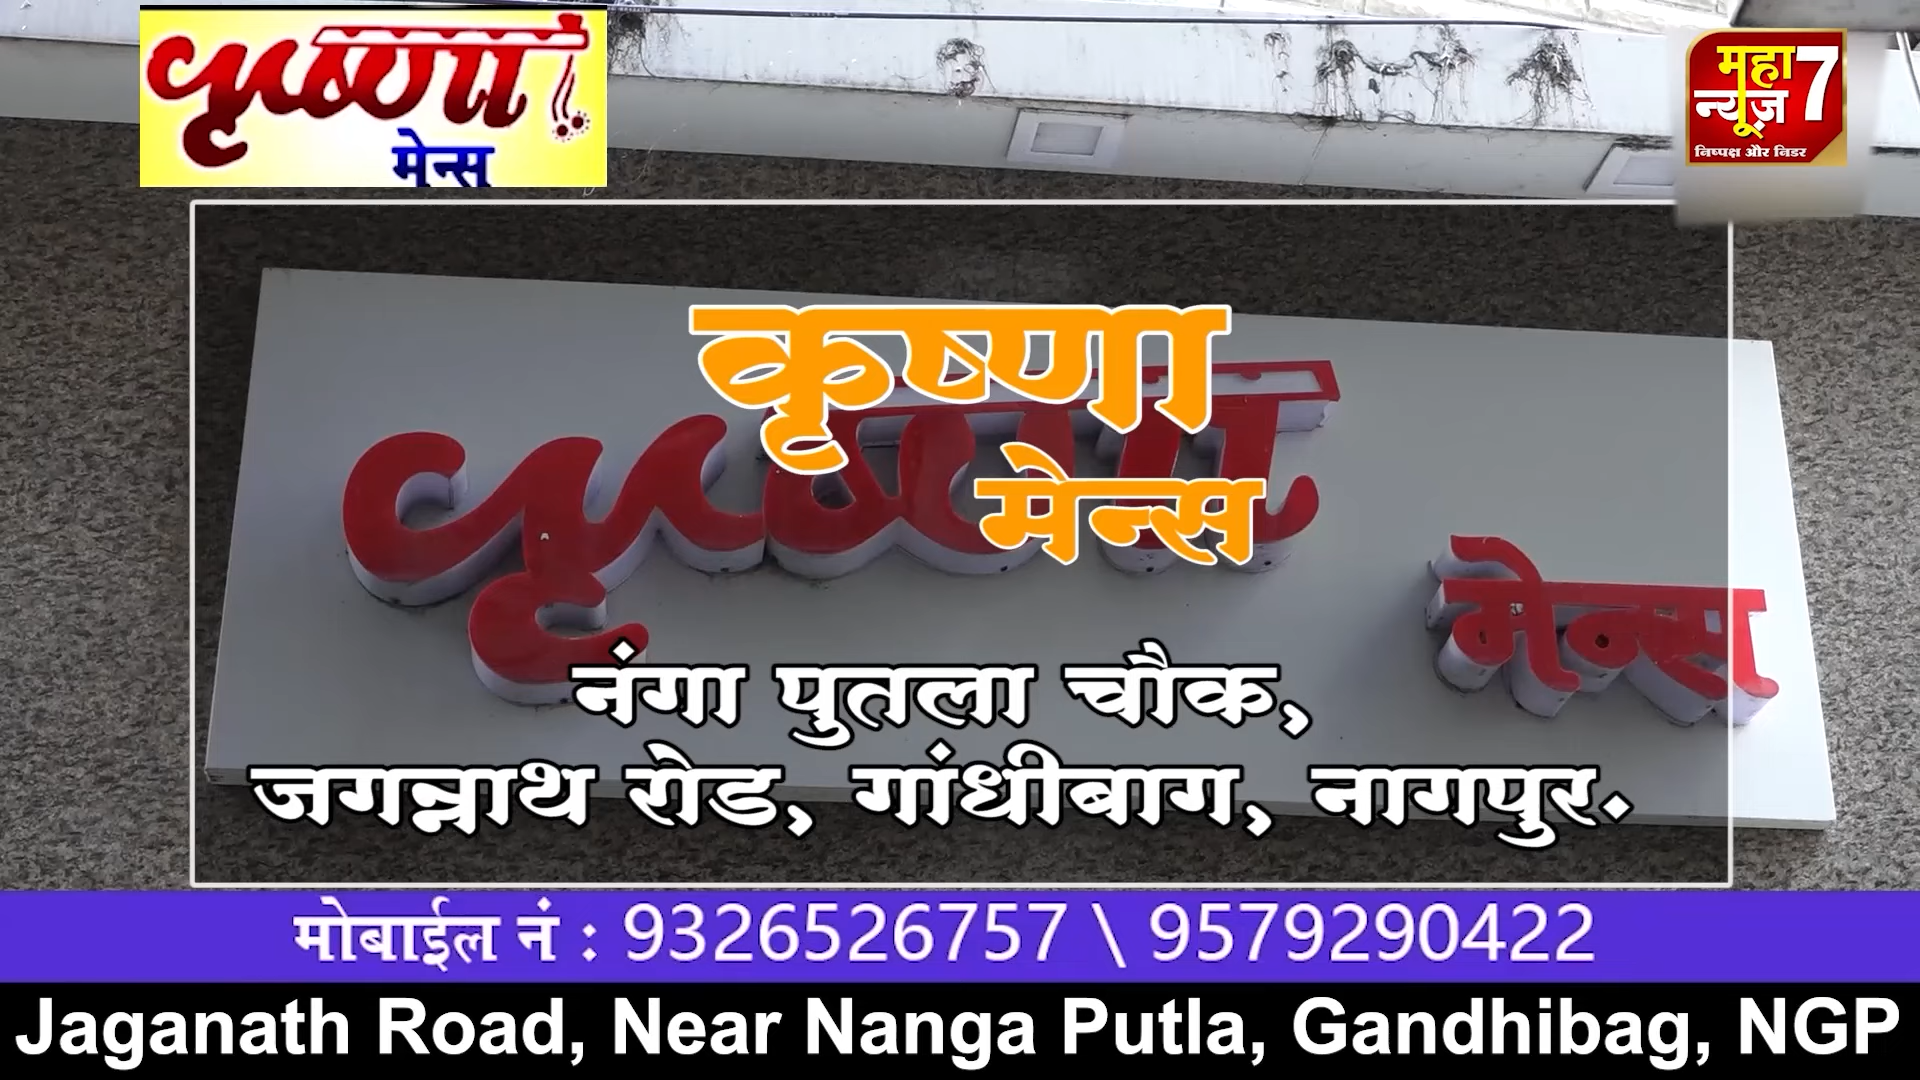 कृष्णा
मेन्स
महा
न्यूज़ 7
निष्पक्ष और निडर
कृष्णा
मेन्स
कृष्णा
मेन्स
नंगा पुतला चौक,
जगन्नाथ रोड, गांधीबाग, नागपुर.
मोबाईल नं : 9326526757 \ 9579290422
Jaganath Road, Near Nanga Putla, Gandhibag, NGP